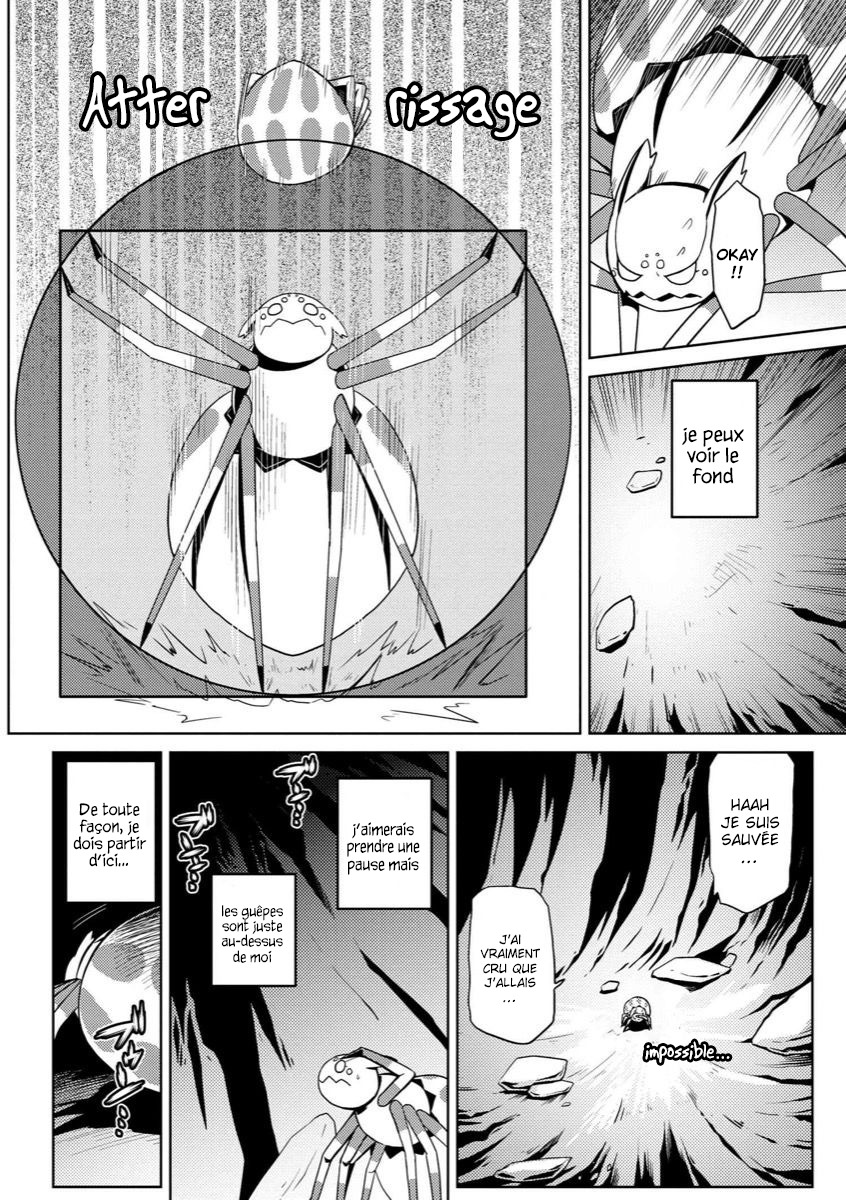 OKAY
!!
je peux
voir le
fond
Atter rissage
HAAH
JE SUIS
SAUVÉE
...
J'AI
VRAIMENT
CRU QUE
J'ALLAIS
...
impossible...
j'aimerais
prendre une
pause mais
les guêpes
sont juste
au-dessus
de moi
De toute
façon, je
dois partir
d'ici...